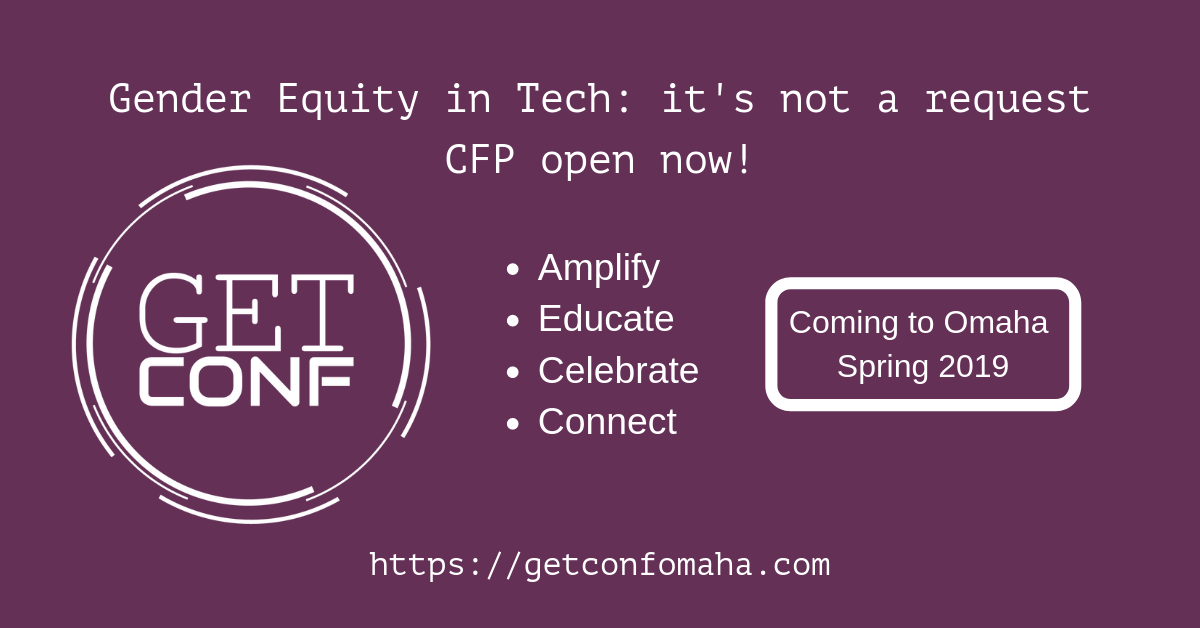 Gender Equity in Tech: it's not a request
CFP open now!
GET
CONF
• Amplify
• Educate
• Celebrate
• Connect
Coming to Omaha
Spring 2019
https://getconfomaha.com